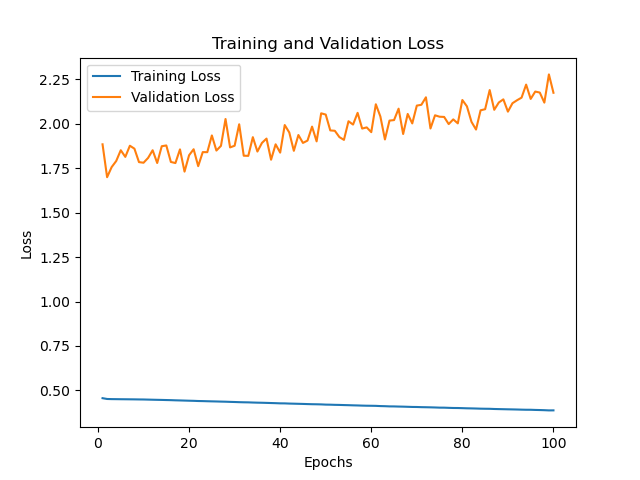 Training and Validation Loss
Training Loss
Validation Loss
2.25
2.00
1.75
1.50
1.25
1.00
0.75
0.50
Loss
0 20 40 60 80 100
Epochs